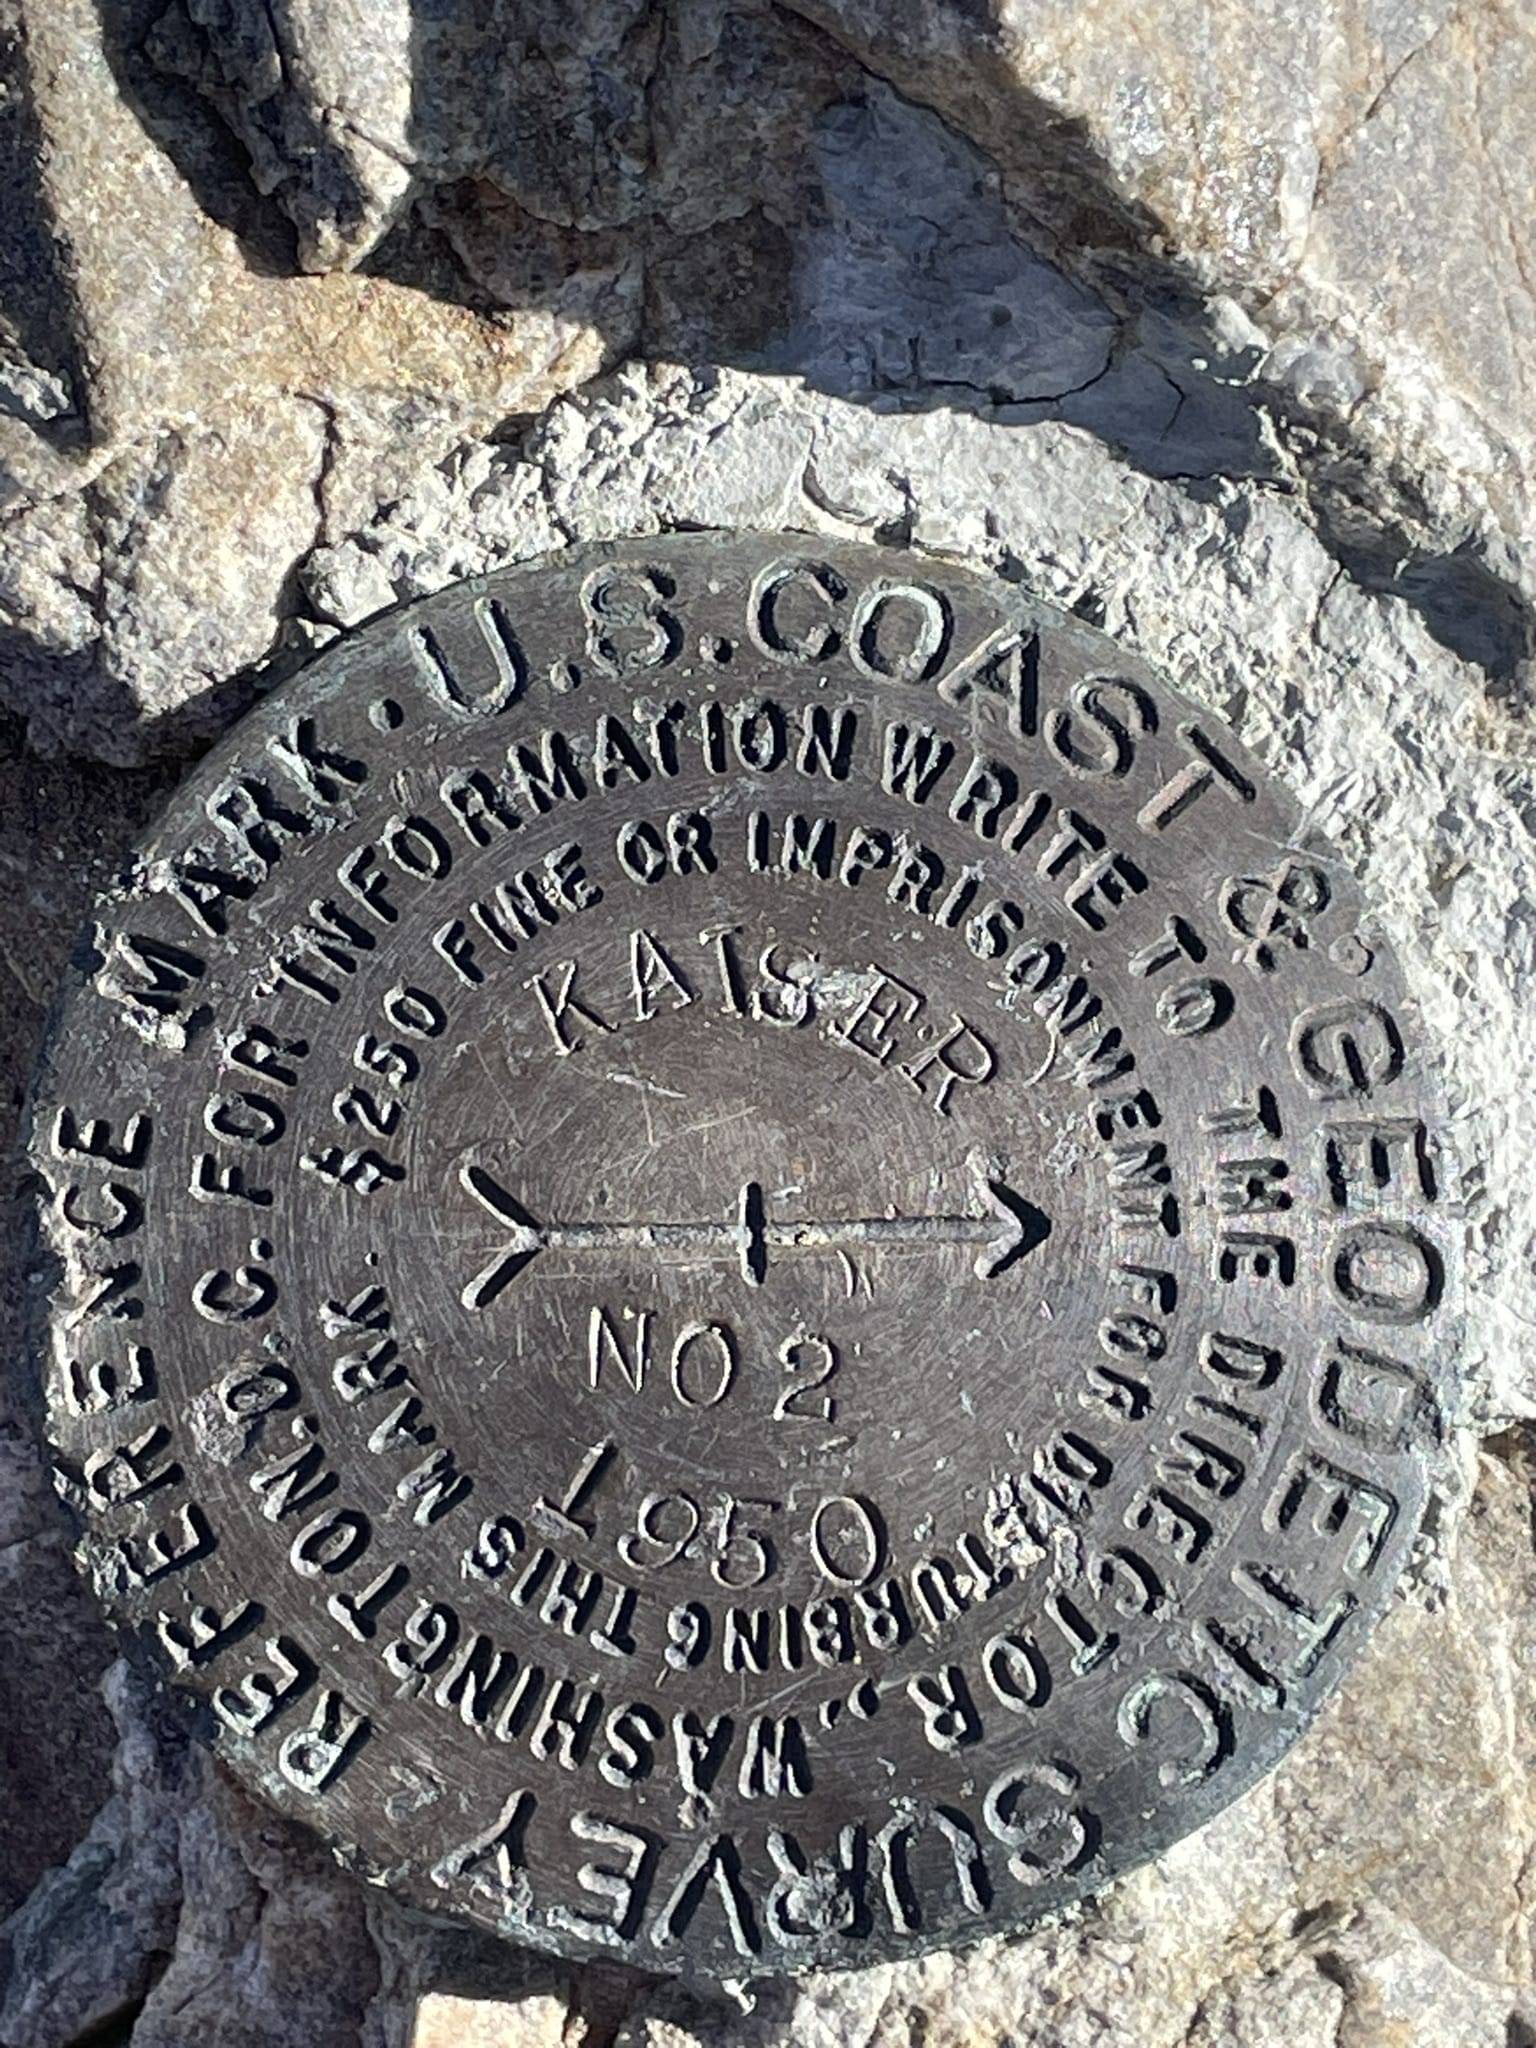 U.S. COAST & GEODETIC SURVEY REFERENCE MARK
FOR INFORMATION WRITE TO THE DIRECTOR, WASHINGTON, D. C.
$250 FINE OR IMPRISONMENT FOR DISTURBING THIS MARK.
KAISER
NO 2
1950